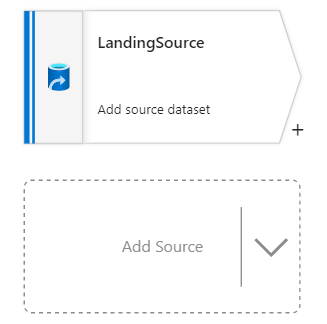 LandingSource
Add source dataset
+
Add Source